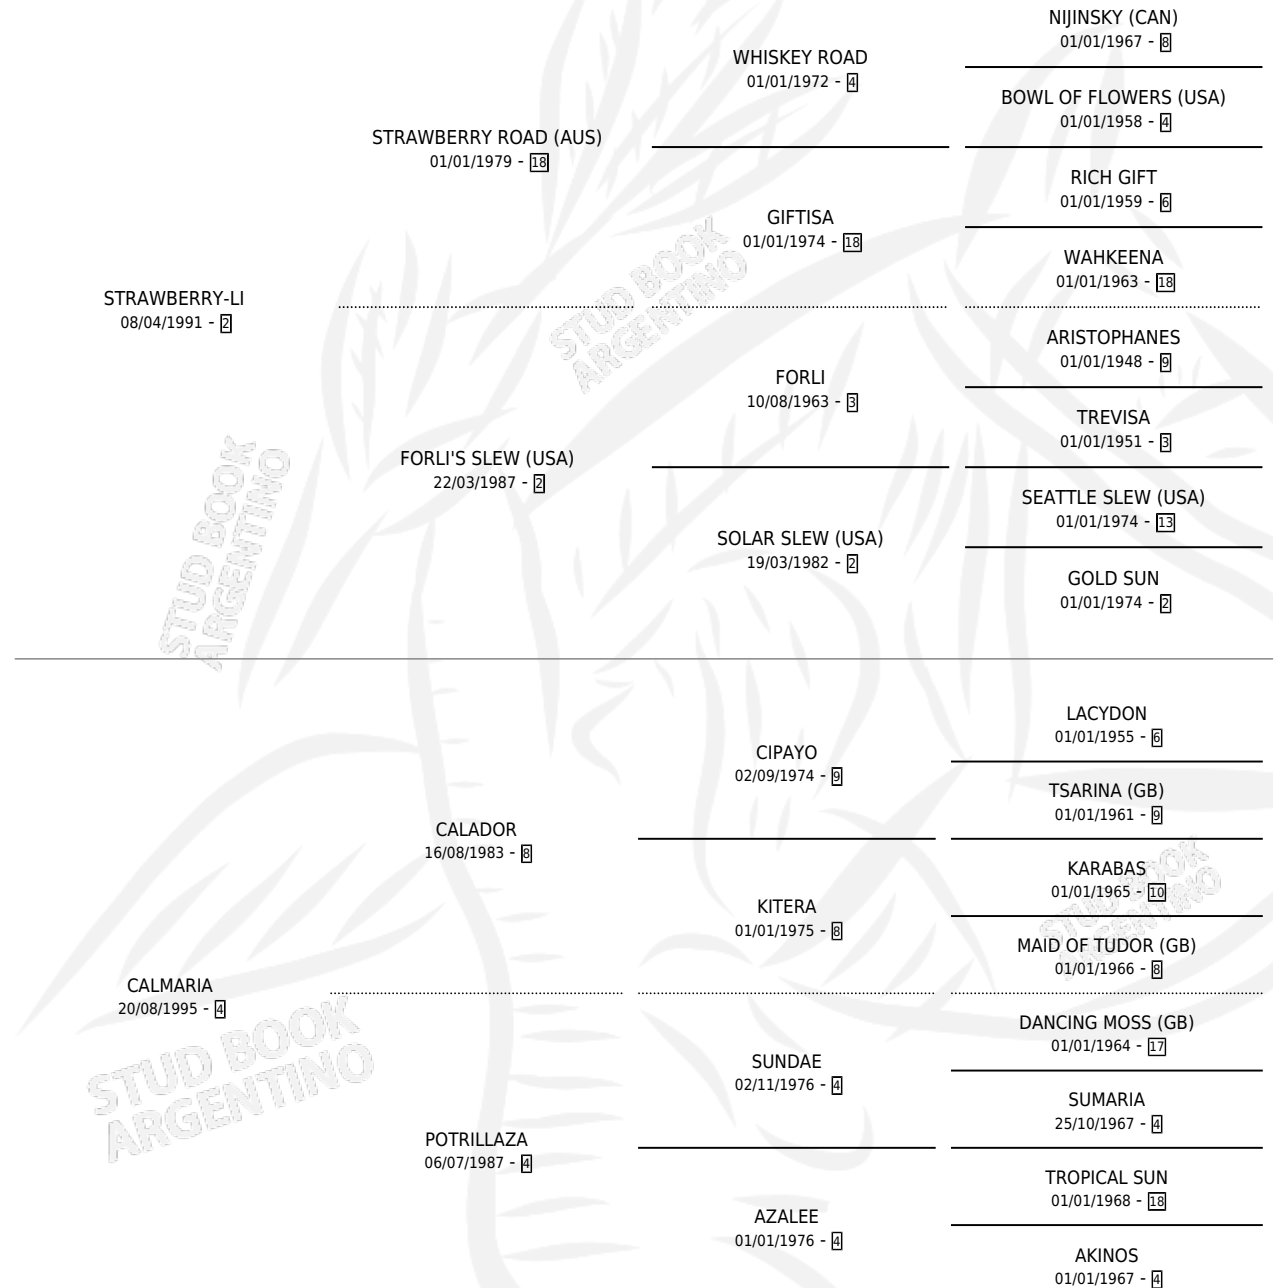 NIJINSKY (CAN)
01/01/1967 - 8
WHISKEY ROAD
01/01/1972 - 4
BOWL OF FLOWERS (USA)
01/01/1958 - 4
STRAWBERRY ROAD (AUS)
01/01/1979 - 18
RICH GIFT
01/01/1959 - 6
GIFTISA
01/01/1974 - 18
WAHKEENA
01/01/1963 - 18
STRAWBERRY-LI
08/04/1991 - 2
ARISTOPHANES
01/01/1948 - 9
FORLI
10/08/1963 - 3
TREVISA
01/01/1951 - 3
FORLI'S SLEW (USA)
22/03/1987 - 2
SEATTLE SLEW (USA)
01/01/1974 - 13
SOLAR SLEW (USA)
19/03/1982 - 2
GOLD SUN
01/01/1974 - 2
LACYDON
01/01/1955 - 6
CIPAYO
02/09/1974 - 9
TSARINA (GB)
01/01/1961 - 9
CALADOR
16/08/1983 - 8
KARABAS
01/01/1965 - 10
KITERA
01/01/1975 - 8
MAID OF TUDOR (GB)
01/01/1966 - 8
CALMARIA
20/08/1995 - 4
DANCING MOSS (GB)
01/01/1964 - 17
SUNDAE
02/11/1976 - 4
SUMARIA
25/10/1967 - 4
POTRILLAZA
06/07/1987 - 4
TROPICAL SUN
01/01/1968 - 18
AZALEE
01/01/1976 - 4
AKINOS
01/01/1967 - 4
STUD BOOK
ARGENTINO
STUD BOOK
ARGENTINO
STUD BOOK
ARGENTINO
STUD BOOK
ARGENTINO